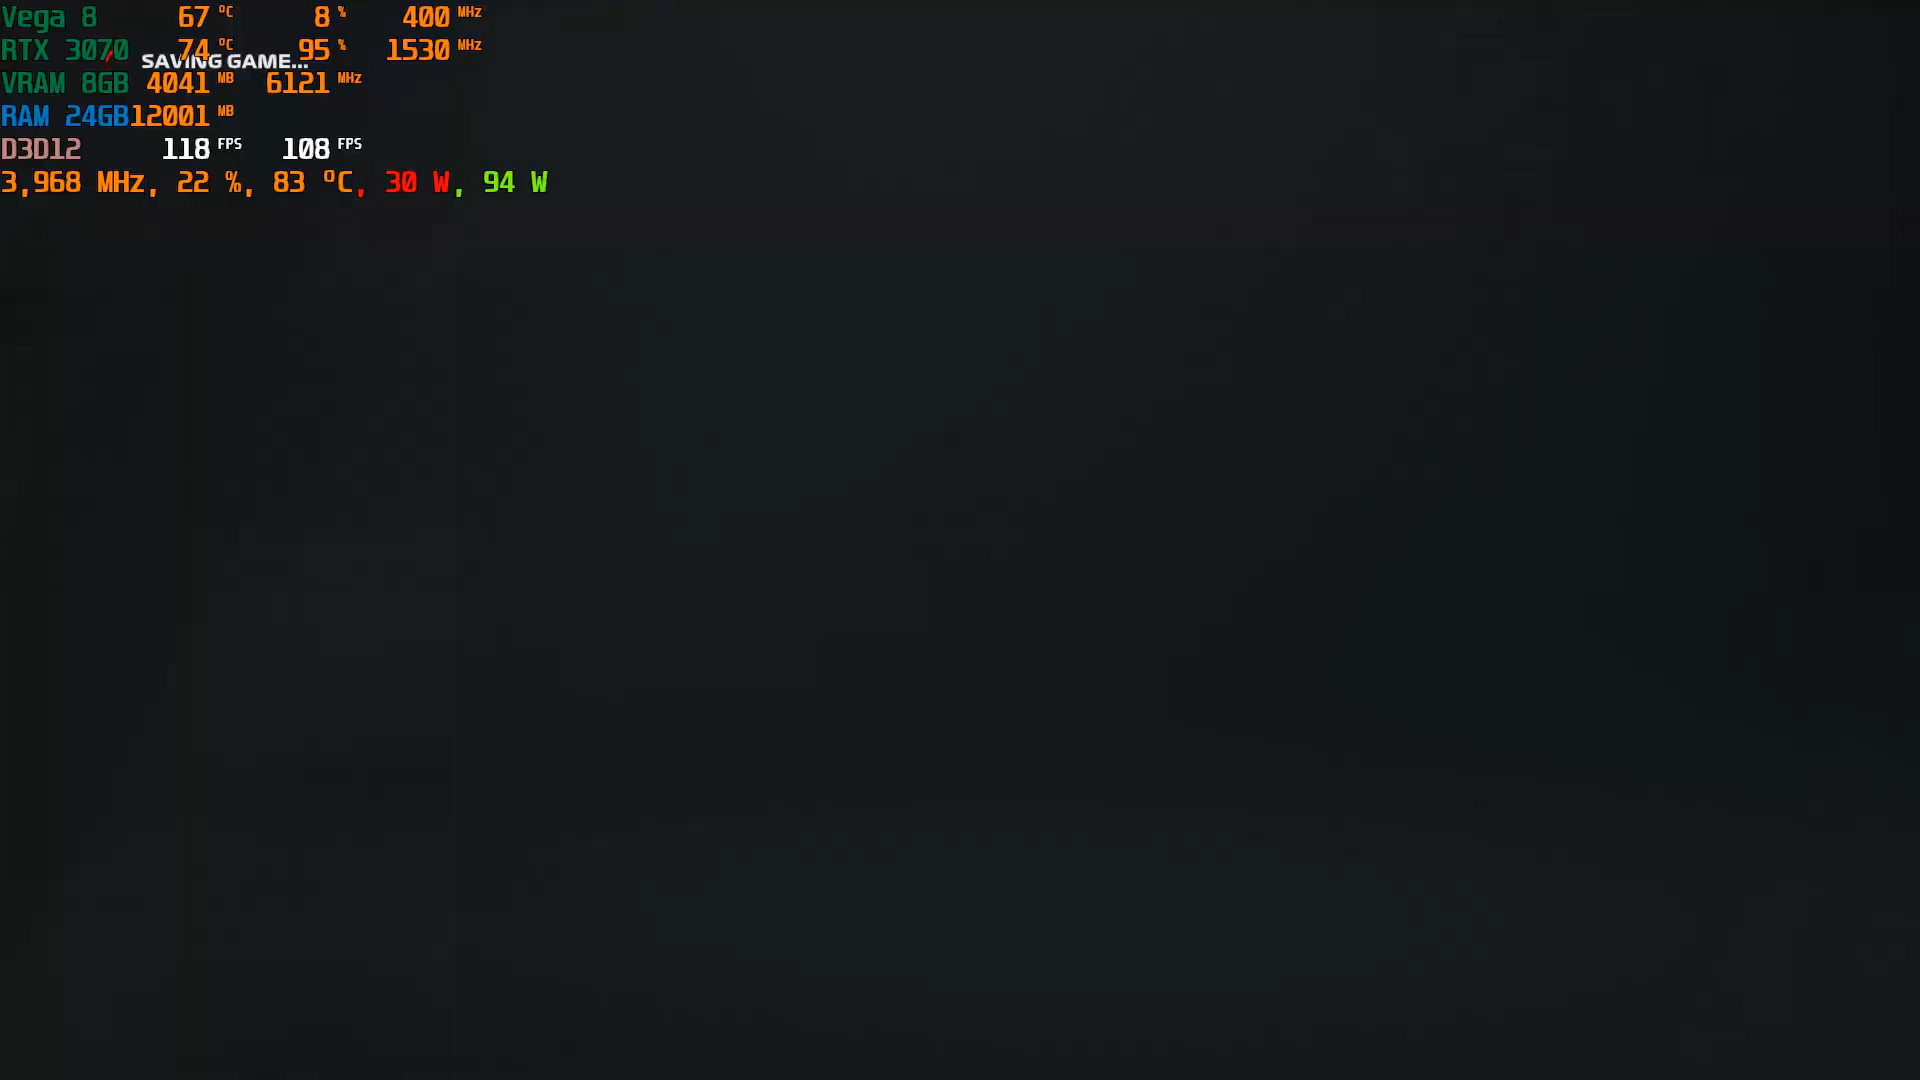 Vega 8 67 °C 8 % 400 MHz
RTX 3070 74 °C 95 % 1530 MHz
SAVING GAME...
VRAM 8GB 4041 MB 6121 MHz
RAM 24GB 12001 MB
D3D12 118 FPS 108 FPS
3,968 MHz, 22 %, 83 °C, 30 W, 94 W